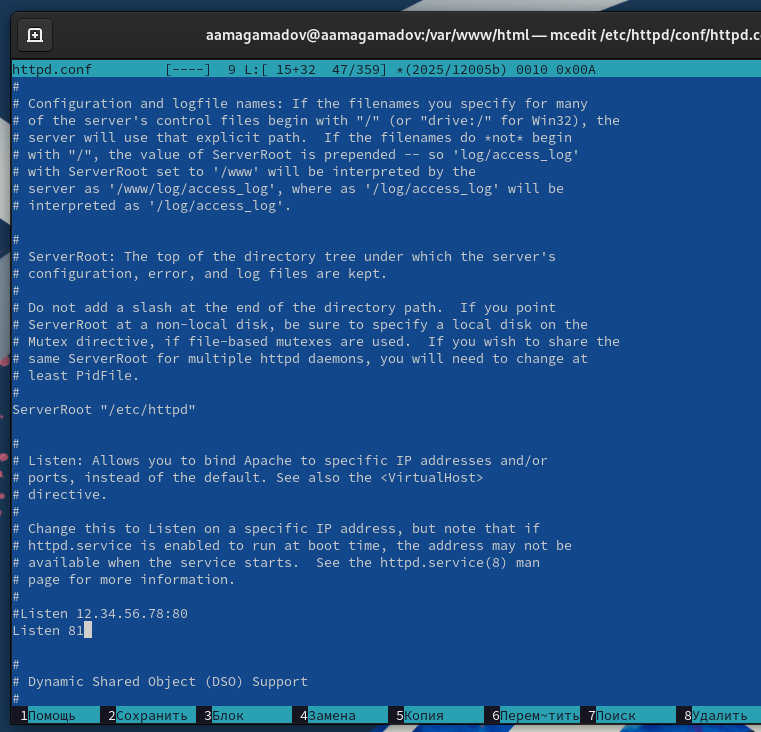 aamagamadov@aamagamadov:/var/www/html — mcedit /etc/httpd/conf/httpd.c
httpd.conf         [----]  9 L:[ 15+32  47/359] *(2025/12005b) 0010 0x00A
#
# Configuration and logfile names: If the filenames you specify for many
# of the server's control files begin with "/" (or "drive:/" for Win32), the
# server will use that explicit path.  If the filenames do *not* begin
# with "/", the value of ServerRoot is prepended -- so 'log/access_log'
# with ServerRoot set to '/www' will be interpreted by the
# server as '/www/log/access_log', where as '/log/access_log' will be
# interpreted as '/log/access_log'.
#
# ServerRoot: The top of the directory tree under which the server's
# configuration, error, and log files are kept.
#
# Do not add a slash at the end of the directory path.  If you point
# ServerRoot at a non-local disk, be sure to specify a local disk on the
# Mutex directive, if file-based mutexes are used.  If you wish to share the
# same ServerRoot for multiple httpd daemons, you will need to change at
# least PidFile.
#
ServerRoot "/etc/httpd"
#
# Listen: Allows you to bind Apache to specific IP addresses and/or
# ports, instead of the default. See also the <VirtualHost>
# directive.
#
# Change this to Listen on a specific IP address, but note that if
# httpd.service is enabled to run at boot time, the address may not be
# available when the service starts.  See the httpd.service(8) man
# page for more information.
#
#Listen 12.34.56.78:80
Listen 81
#
# Dynamic Shared Object (DSO) Support
#
1Помощь 2Сохранить 3Блок 4Замена 5Копия 6Перем~тить 7Поиск 8Удалить